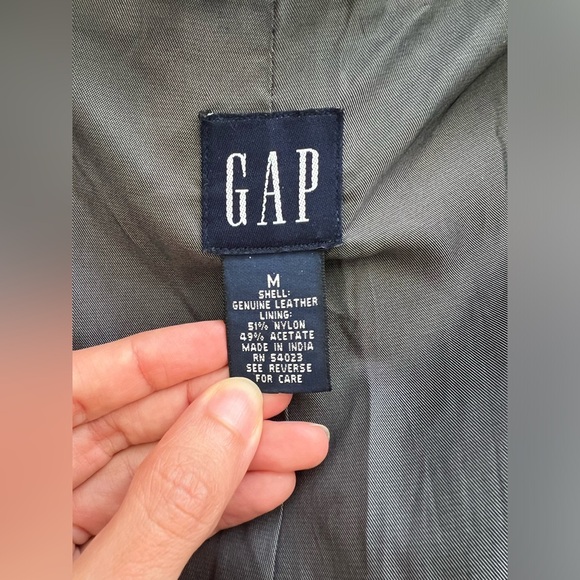 GAP
M
SHELL:
GENUINE LEATHER
LINING:
51% NYLON
49% ACETATE
MADE IN INDIA
RN 54023
SEE REVERSE
FOR CARE